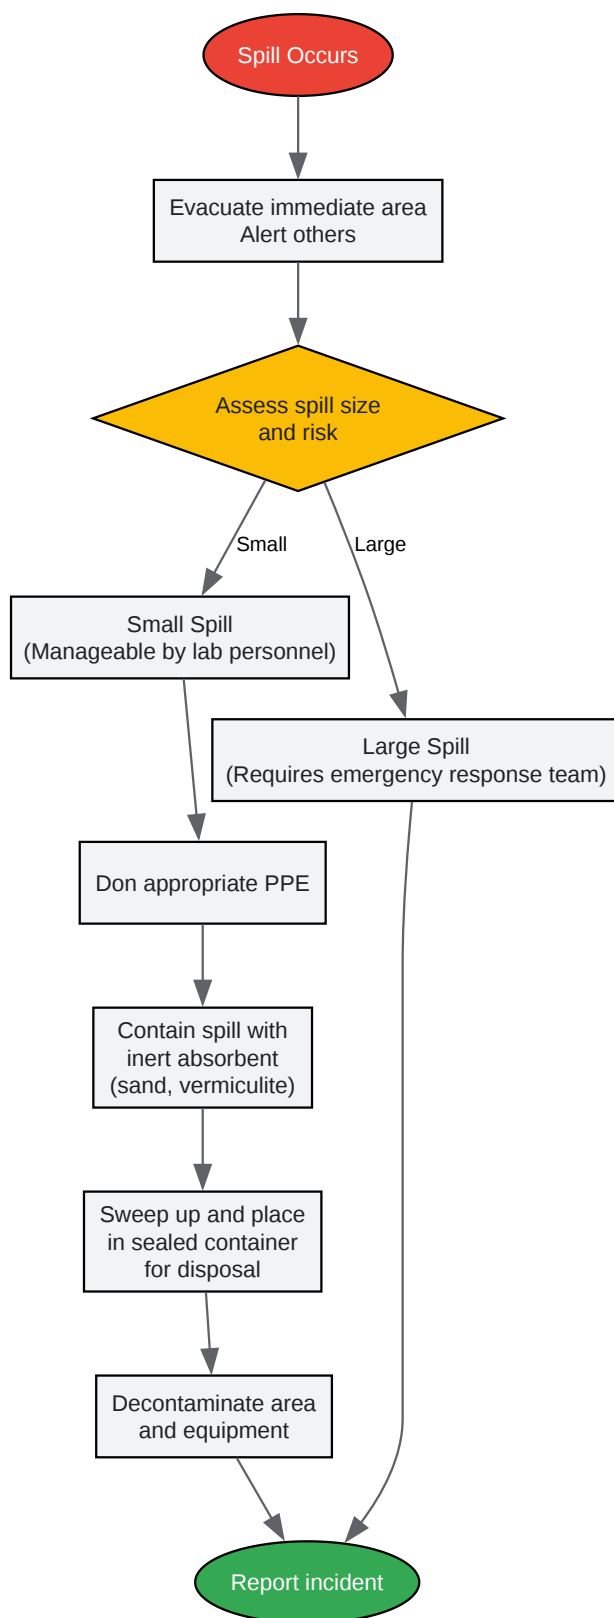 Spill Occurs
Evacuate immediate area
Alert others
Assess spill size
and risk
Small
Large
Small Spill
(Manageable by lab personnel)
Large Spill
(Requires emergency response team)
Don appropriate PPE
Contain spill with
inert absorbent
(sand, vermiculite)
Sweep up and place
in sealed container
for disposal
Decontaminate area
and equipment
Report incident